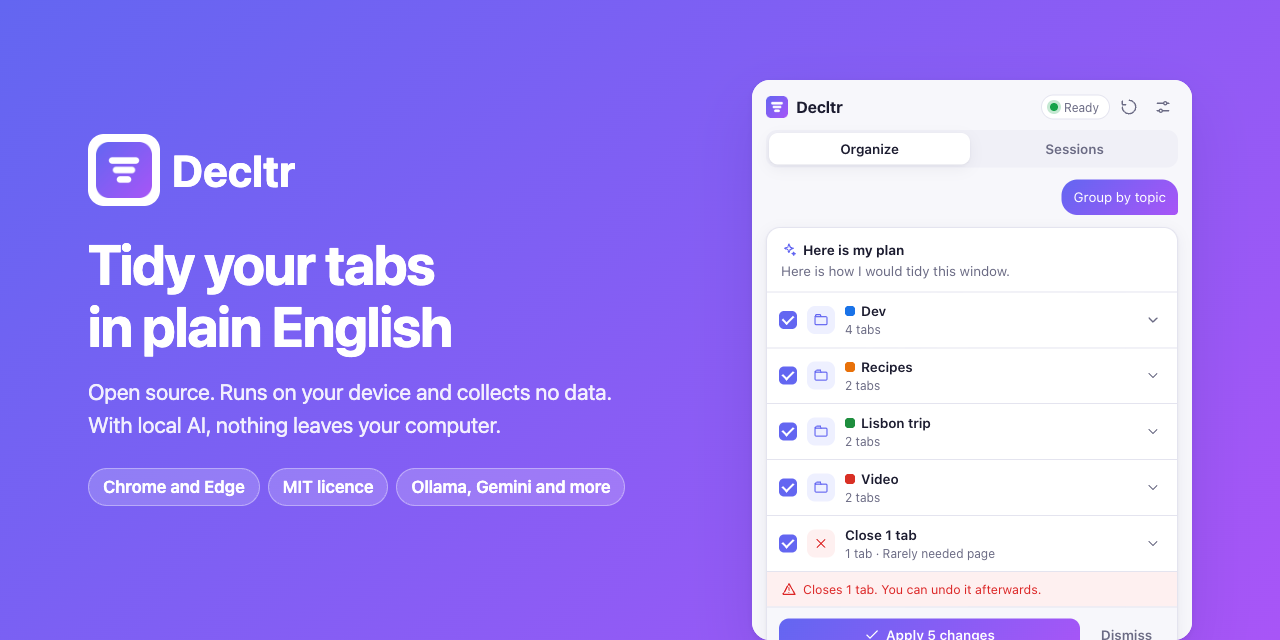 Decltr
Tidy your tabs
in plain English
Open source. Runs on your device and collects no data.
With local AI, nothing leaves your computer.
Chrome and Edge
MIT licence
Ollama, Gemini and more
Decltr
Ready
Organize
Sessions
Group by topic
Here is my plan
Here is how I would tidy this window.
Dev
4 tabs
Recipes
2 tabs
Lisbon trip
2 tabs
Video
2 tabs
Close 1 tab
1 tab · Rarely needed page
Closes 1 tab. You can undo it afterwards.
Apply 5 changes
Dismiss